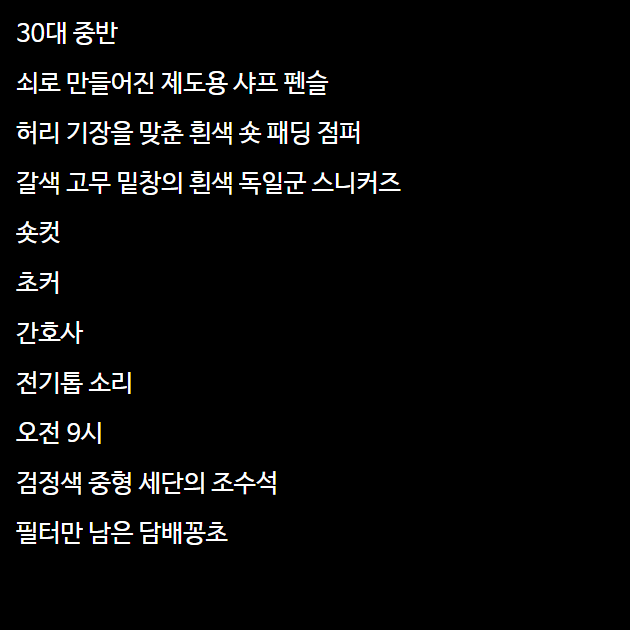 30대 중반
쇠로 만들어진 제도용 샤프 펜슬
허리 기장을 맞춘 흰색 숏 패딩 점퍼
갈색 고무 밑창의 흰색 독일군 스니커즈
숏컷
초커
간호사
전기톱 소리
오전 9시
검정색 중형 세단의 조수석
필터만 남은 담배꽁초